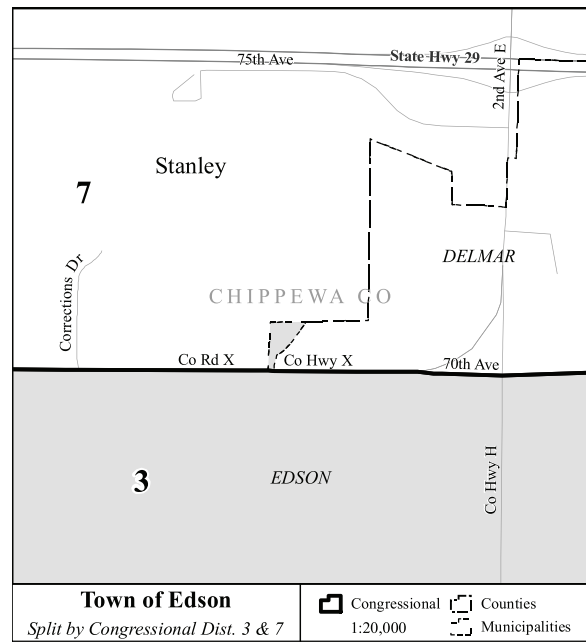 75th Ave
State Hwy 29
2nd Ave E
Stanley
7
DELMAR
Corrections Dr
CHIPPEWA CO
Co Rd X
Co Hwy X
70th Ave
3
EDSON
Co Hwy H
Town of Edson
Split by Congressional Dist. 3 & 7
Congressional
Counties
1:20,000
Municipalities